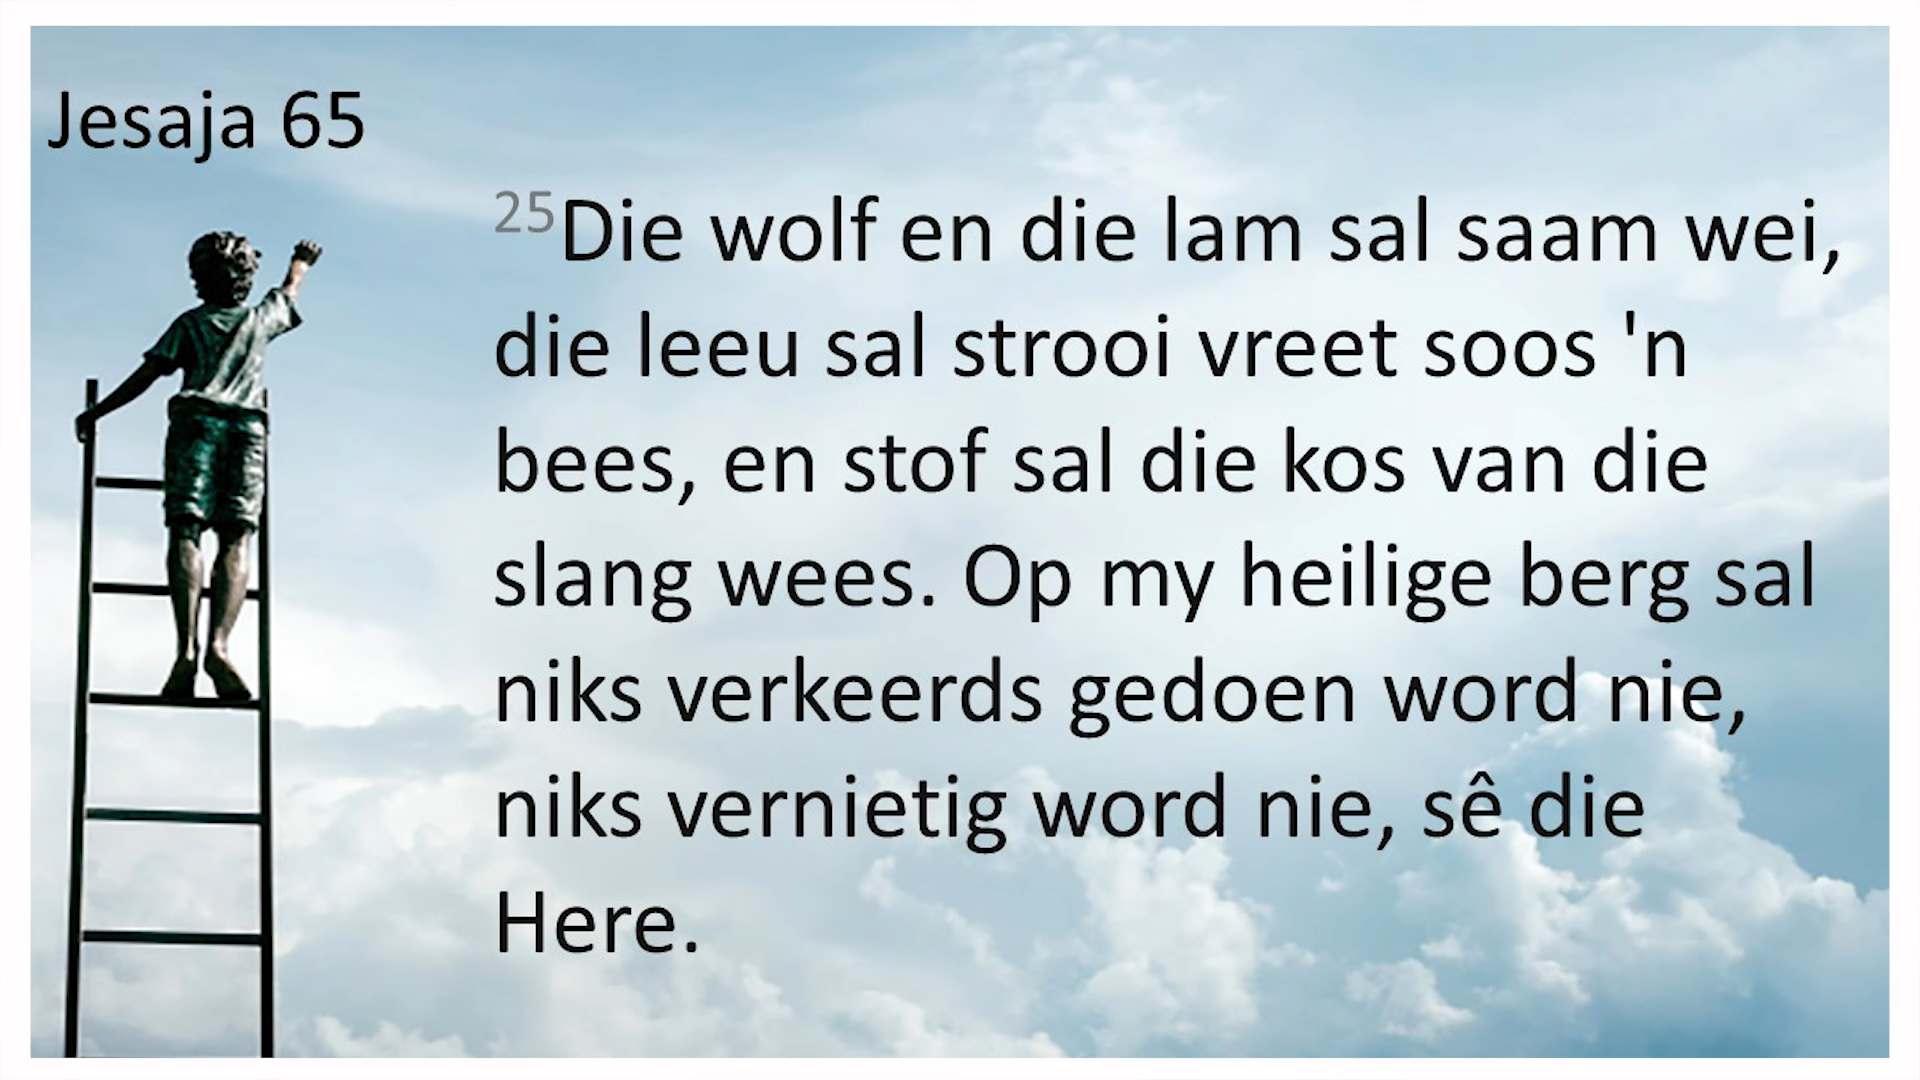 Jesaja 65
25Die wolf en die lam sal saam wei,
die leeu sal strooi vreet soos 'n
bees, en stof sal die kos van die
slang wees. Op my heilige berg sal
niks verkeerds gedoen word nie,
niks vernietig word nie, sê die
Here.